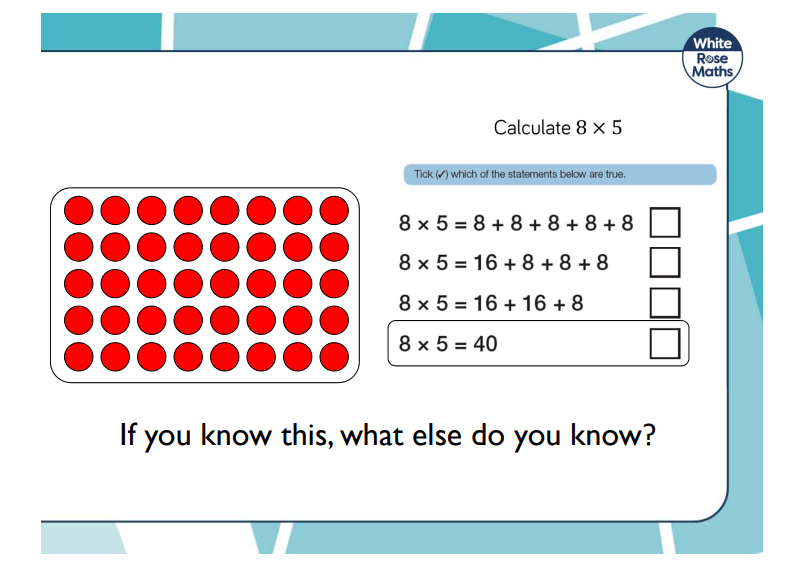 White
Rose
Maths
Calculate 8 × 5
Tick (✓) which of the statements below are true.
8 × 5 = 8 + 8 + 8 + 8 + 8
8 × 5 = 16 + 8 + 8 + 8
8 × 5 = 16 + 16 + 8
8 × 5 = 40
If you know this, what else do you know?